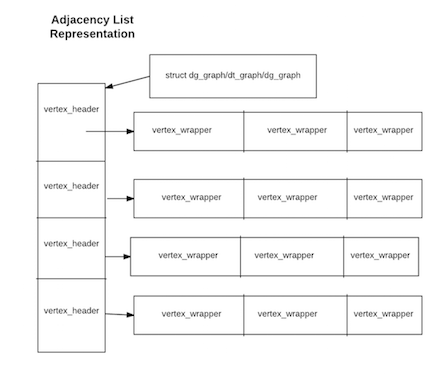 Adjacency List
Representation
struct dg_graph/dt_graph/dg_graph
vertex_header
vertex_wrapper vertex_wrapper vertex_wrapper
vertex_header
vertex_wrapper vertex_wrapper vertex_wrapper
vertex_header
vertex_wrapper vertex_wrapper vertex_wrapper
vertex_header
vertex_wrapper vertex_wrapper vertex_wrapper